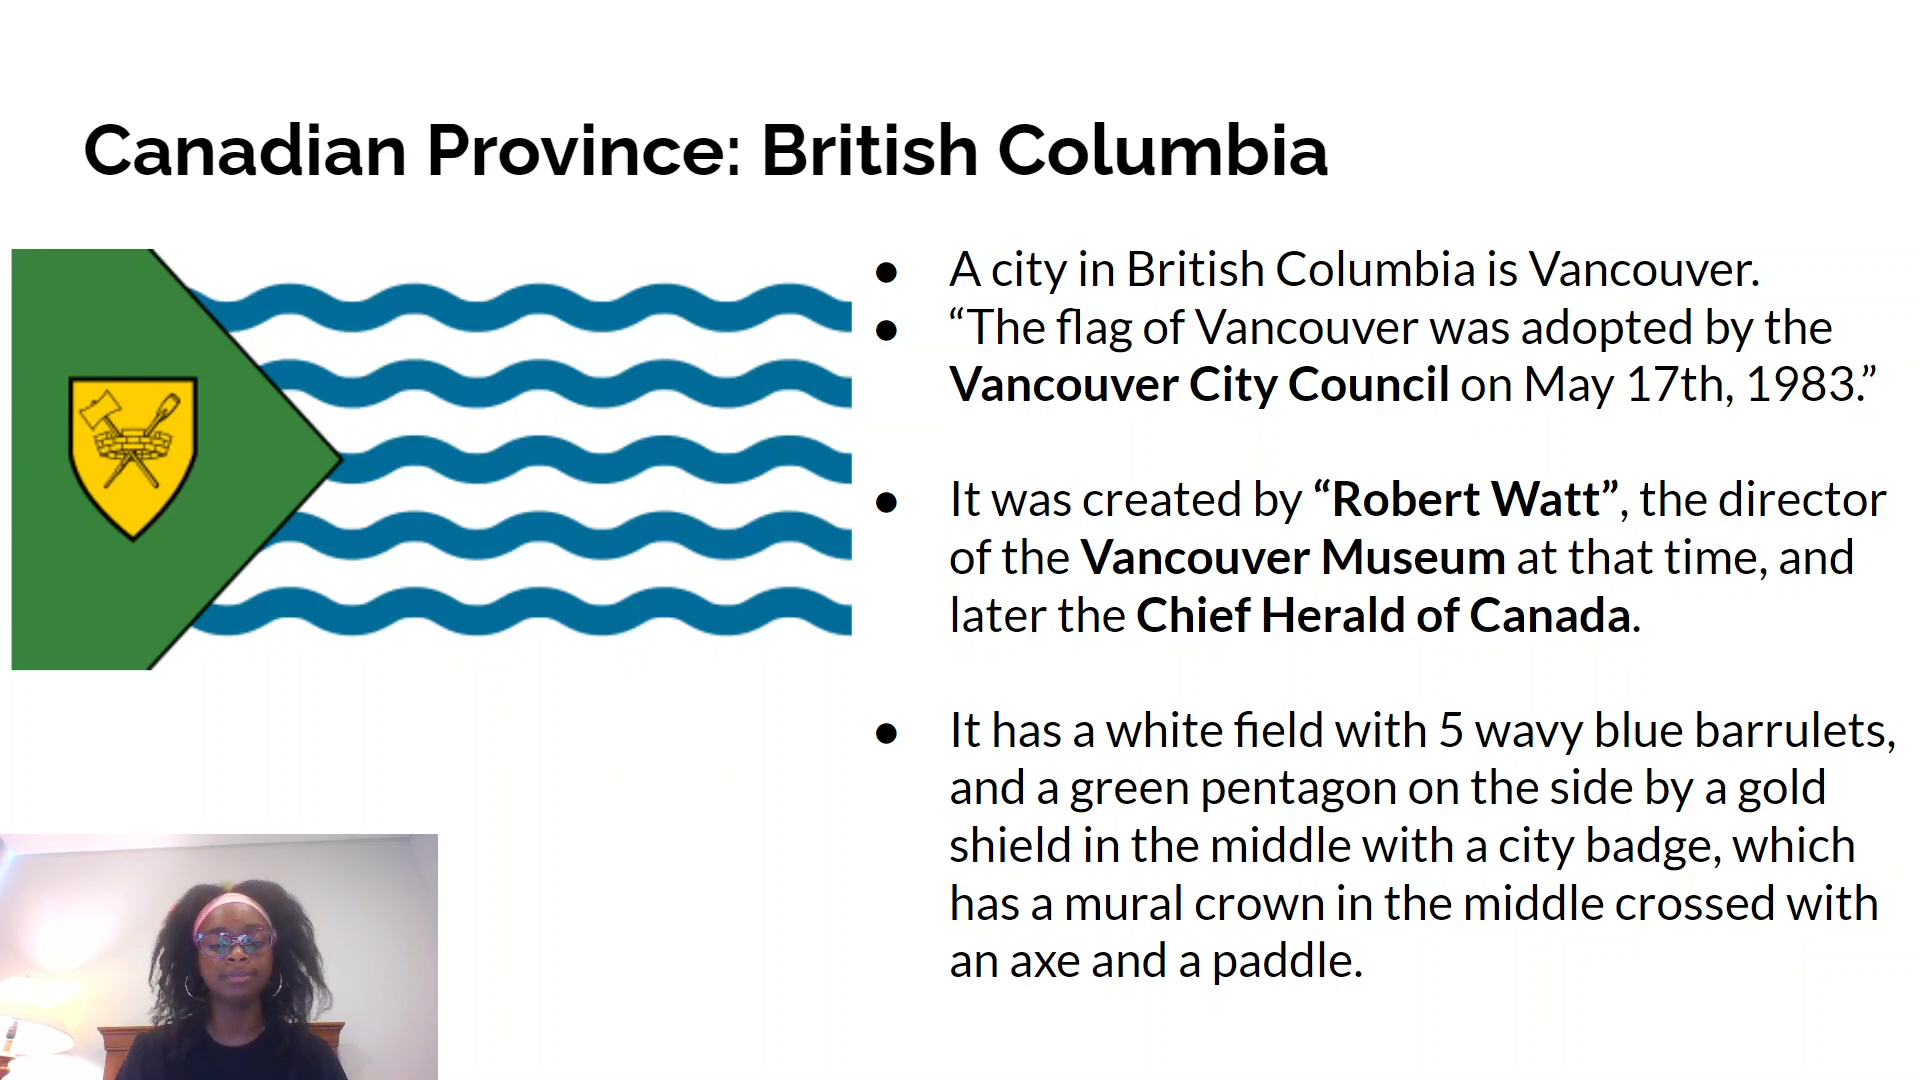 Canadian Province: British Columbia
● A city in British Columbia is Vancouver.
● “The flag of Vancouver was adopted by the
Vancouver City Council on May 17th, 1983.”
● It was created by “Robert Watt”, the director
of the Vancouver Museum at that time, and
later the Chief Herald of Canada.
● It has a white field with 5 wavy blue barrulets,
and a green pentagon on the side by a gold
shield in the middle with a city badge, which
has a mural crown in the middle crossed with
an axe and a paddle.